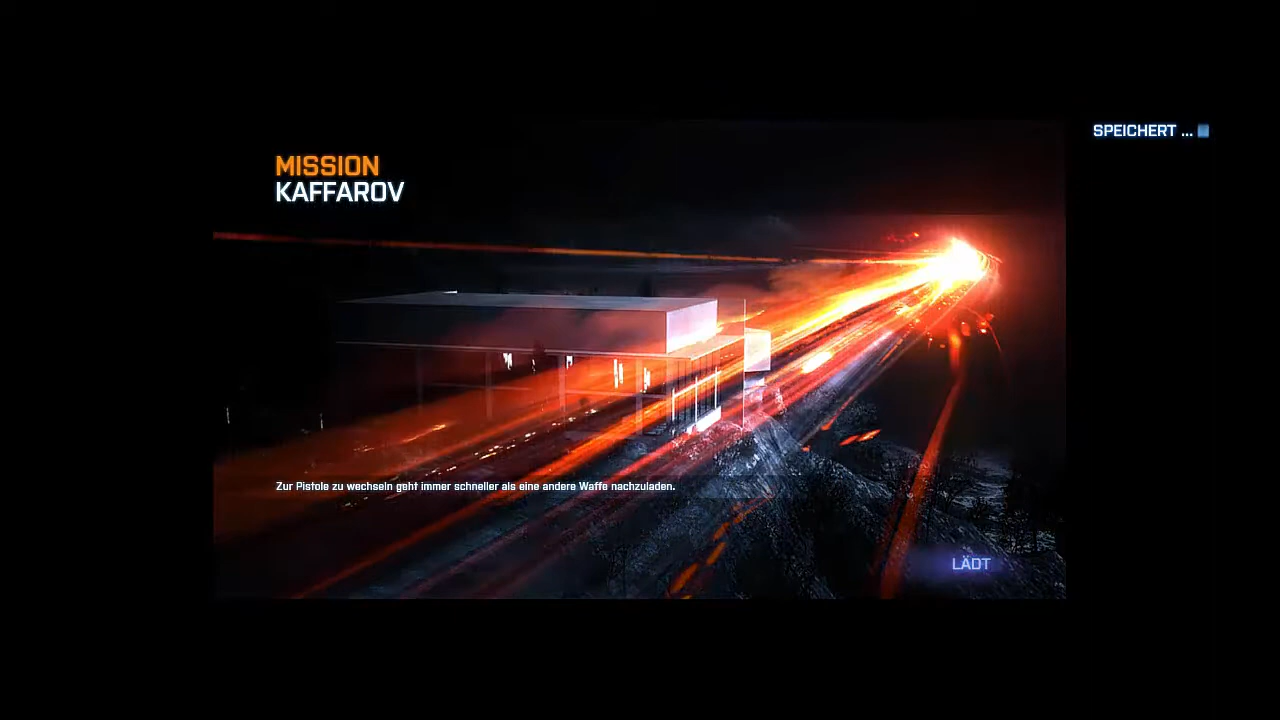 SPEICHERT ...
MISSION
KAFFAROV
Zur Pistole zu wechseln geht immer schneller als eine andere Waffe nachzuladen.
LÄDT